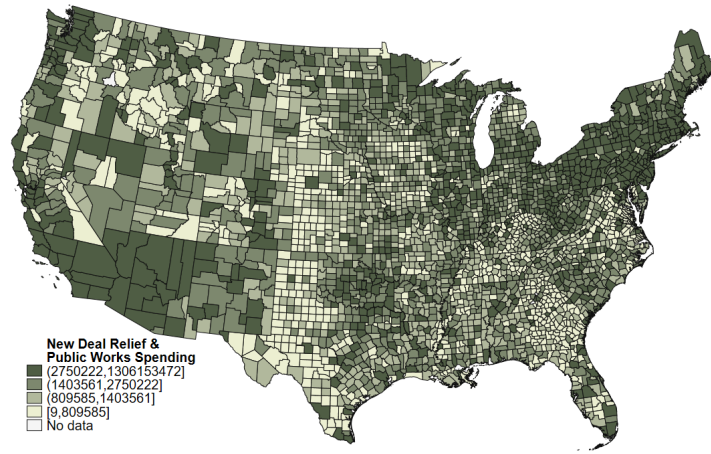 New Deal Relief &
Public Works Spending
(2750222,1306153472]
(1403561,2750222]
(809585,1403561]
[9,809585]
No data